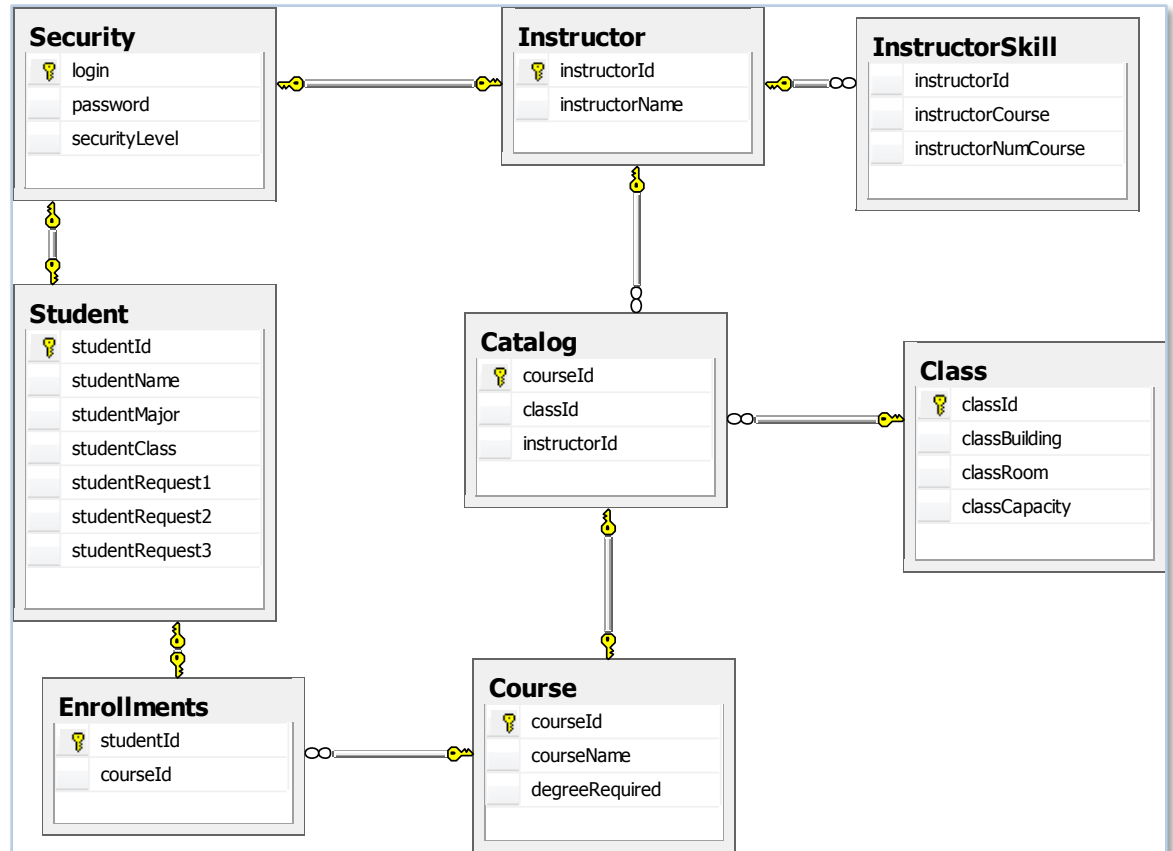 Security
login
password
securityLevel
Instructor
instructorId
instructorName
InstructorSkill
instructorId
instructorCourse
instructorNumCourse
Student
studentId
studentName
studentMajor
studentClass
studentRequest1
studentRequest2
studentRequest3
Catalog
courseId
classId
instructorId
Class
classId
classBuilding
classRoom
classCapacity
Enrollments
studentId
courseId
Course
courseId
courseName
degreeRequired